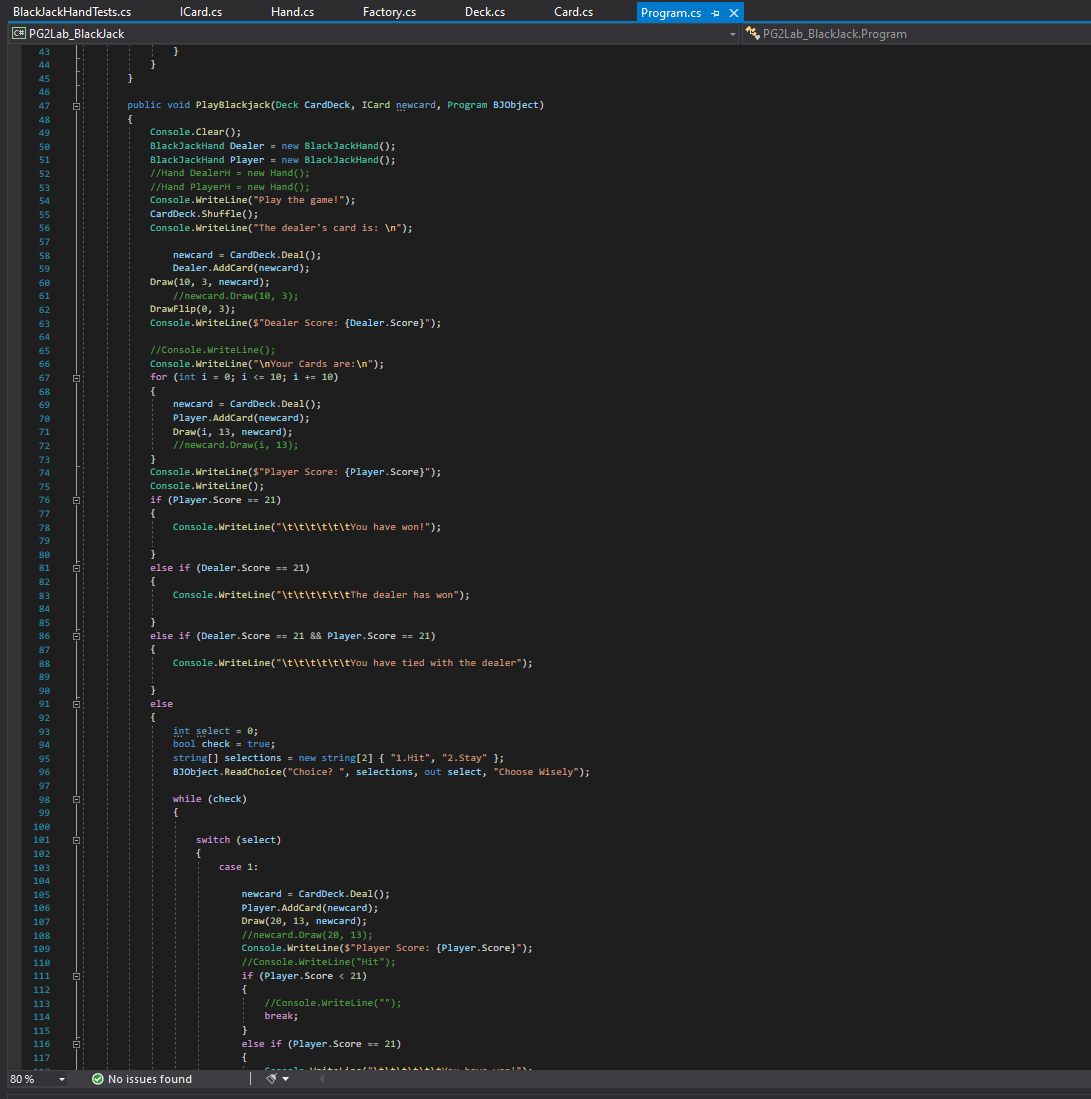 BlackJackHandTests.cs ICard.cs Hand.cs Factory.cs Deck.cs Card.cs Program.cs
C# PG2Lab_BlackJack PG2Lab_BlackJack.Program
43 }
44 }
45 }
46
47 public void PlayBlackjack(Deck CardDeck, ICard newcard, Program BJObject)
48 {
49 Console.Clear();
50 BlackJackHand Dealer = new BlackJackHand();
51 BlackJackHand Player = new BlackJackHand();
52 //Hand DealerH = new Hand();
53 //Hand PlayerH = new Hand();
54 Console.WriteLine("Play the game!");
55 CardDeck.Shuffle();
56 Console.WriteLine("The dealer's card is: \n");
57
58 newcard = CardDeck.Deal();
59 Dealer.AddCard(newcard);
60 Draw(10, 3, newcard);
61 //newcard.Draw(10, 3);
62 DrawFlip(0, 3);
63 Console.WriteLine($"Dealer Score: {Dealer.Score}");
64
65 //Console.WriteLine();
66 Console.WriteLine("\nYour Cards are:\n");
67 for (int i = 0; i <= 10; i += 10)
68 {
69 newcard = CardDeck.Deal();
70 Player.AddCard(newcard);
71 Draw(i, 13, newcard);
72 //newcard.Draw(i, 13);
73 }
74 Console.WriteLine($"Player Score: {Player.Score}");
75 Console.WriteLine();
76 if (Player.Score == 21)
77 {
78 Console.WriteLine("\t\t\t\t\t\tYou have won!");
79
80 }
81 else if (Dealer.Score == 21)
82 {
83 Console.WriteLine("\t\t\t\t\t\tThe dealer has won");
84
85 }
86 else if (Dealer.Score == 21 && Player.Score == 21)
87 {
88 Console.WriteLine("\t\t\t\t\t\tYou have tied with the dealer");
89
90 }
91 else
92 {
93 int select = 0;
94 bool check = true;
95 string[] selections = new string[2] { "1.Hit", "2.Stay" };
96 BJObject.ReadChoice("Choice? ", selections, out select, "Choose Wisely");
97
98 while (check)
99 {
100
101 switch (select)
102 {
103 case 1:
104
105 newcard = CardDeck.Deal();
106 Player.AddCard(newcard);
107 Draw(20, 13, newcard);
108 //newcard.Draw(20, 13);
109 Console.WriteLine($"Player Score: {Player.Score}");
110 //Console.WriteLine("Hit");
111 if (Player.Score < 21)
112 {
113 //Console.WriteLine("");
114 break;
115 }
116 else if (Player.Score == 21)
117 {
80 % No issues found